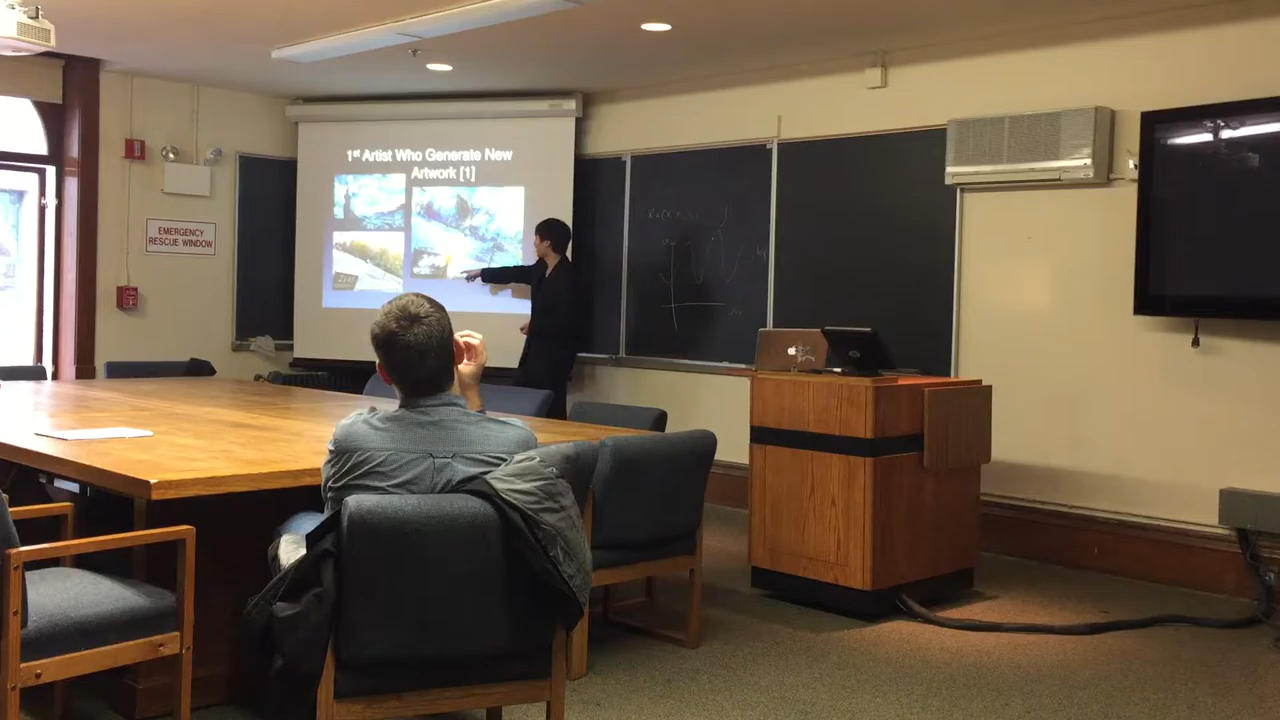 1st Artist Who Generate New
Artwork [1]
EMERGENCY
RESCUE WINDOW